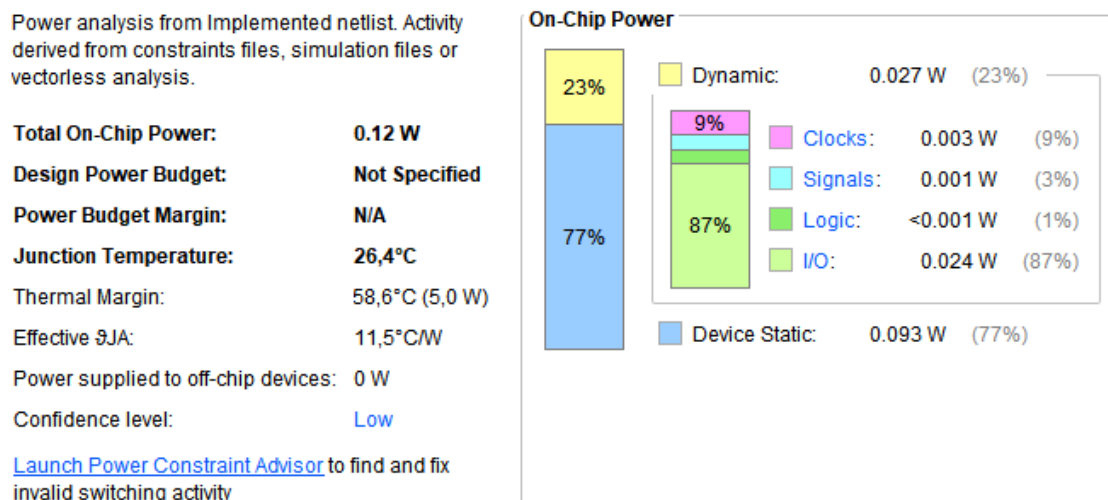 Power analysis from Implemented netlist. Activity
derived from constraints files, simulation files or
vectorless analysis.
Total On-Chip Power: 0.12 W
Design Power Budget: Not Specified
Power Budget Margin: N/A
Junction Temperature: 26,4°C
Thermal Margin: 58,6°C (5,0 W)
Effective ϑJA: 11,5°C/W
Power supplied to off-chip devices: 0 W
Confidence level: Low
Launch Power Constraint Advisor to find and fix
invalid switching activity
On-Chip Power
23%
77%
Dynamic: 0.027 W (23%)
9%
87%
Clocks: 0.003 W (9%)
Signals: 0.001 W (3%)
Logic: <0.001 W (1%)
I/O: 0.024 W (87%)
Device Static: 0.093 W (77%)